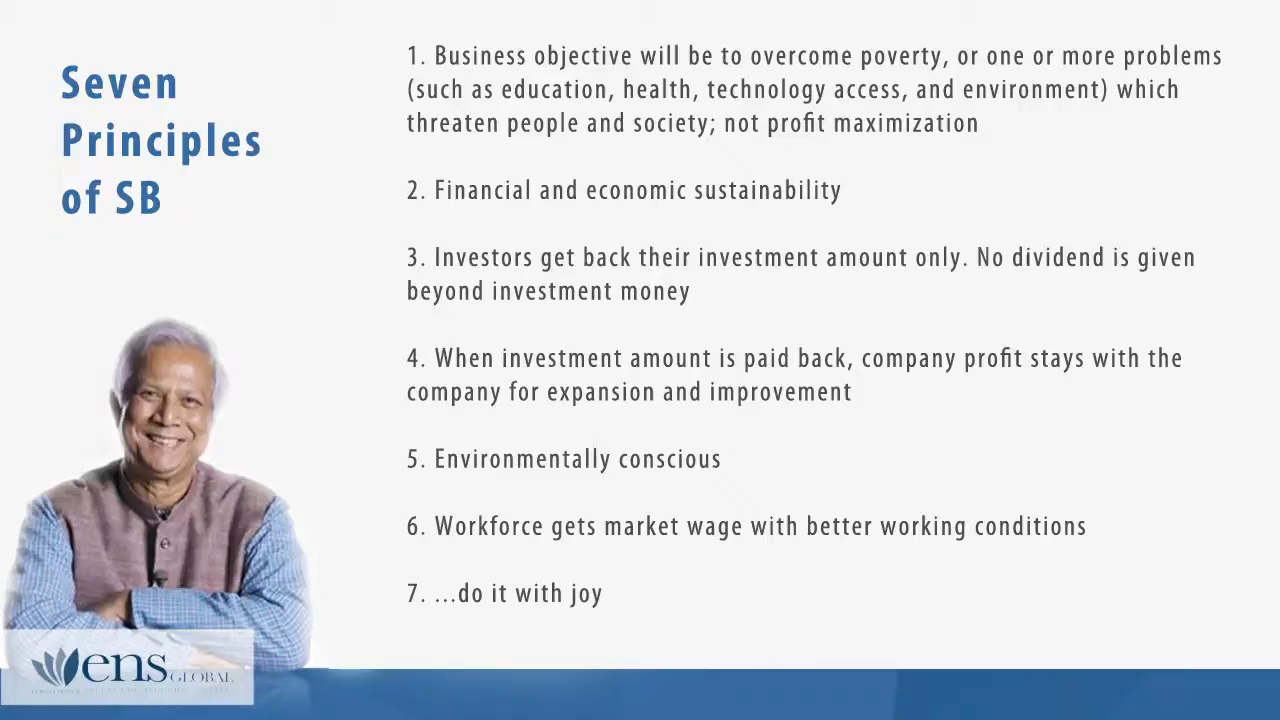 Seven
Principles
of SB
1. Business objective will be to overcome poverty, or one or more problems
(such as education, health, technology access, and environment) which
threaten people and society; not profit maximization
2. Financial and economic sustainability
3. Investors get back their investment amount only. No dividend is given
beyond investment money
4. When investment amount is paid back, company profit stays with the
company for expansion and improvement
5. Environmentally conscious
6. Workforce gets market wage with better working conditions
7. ...do it with joy
ens GLOBAL